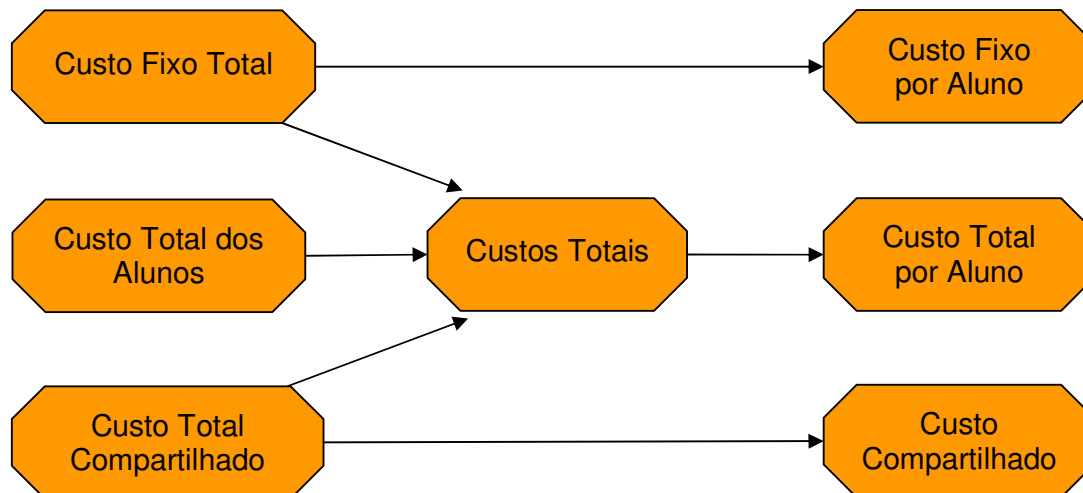 Custo Fixo Total
Custo Fixo
por Aluno
Custo Total dos
Alunos
Custos Totais
Custo Total
por Aluno
Custo Total
Compartilhado
Custo
Compartilhado